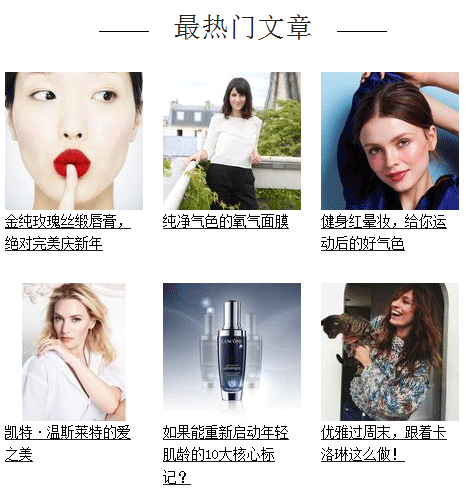 最热门文章
金纯玫瑰丝缎唇膏，
绝对完美庆新年
纯净气色的氧气面膜
健身红晕妆，给你运
动后的好气色
LANCÔME
凯特·温斯莱特的爱
之美
如果能重新启动年轻
肌龄的10大核心标
记？
优雅过周末，跟着卡
洛琳这么做！